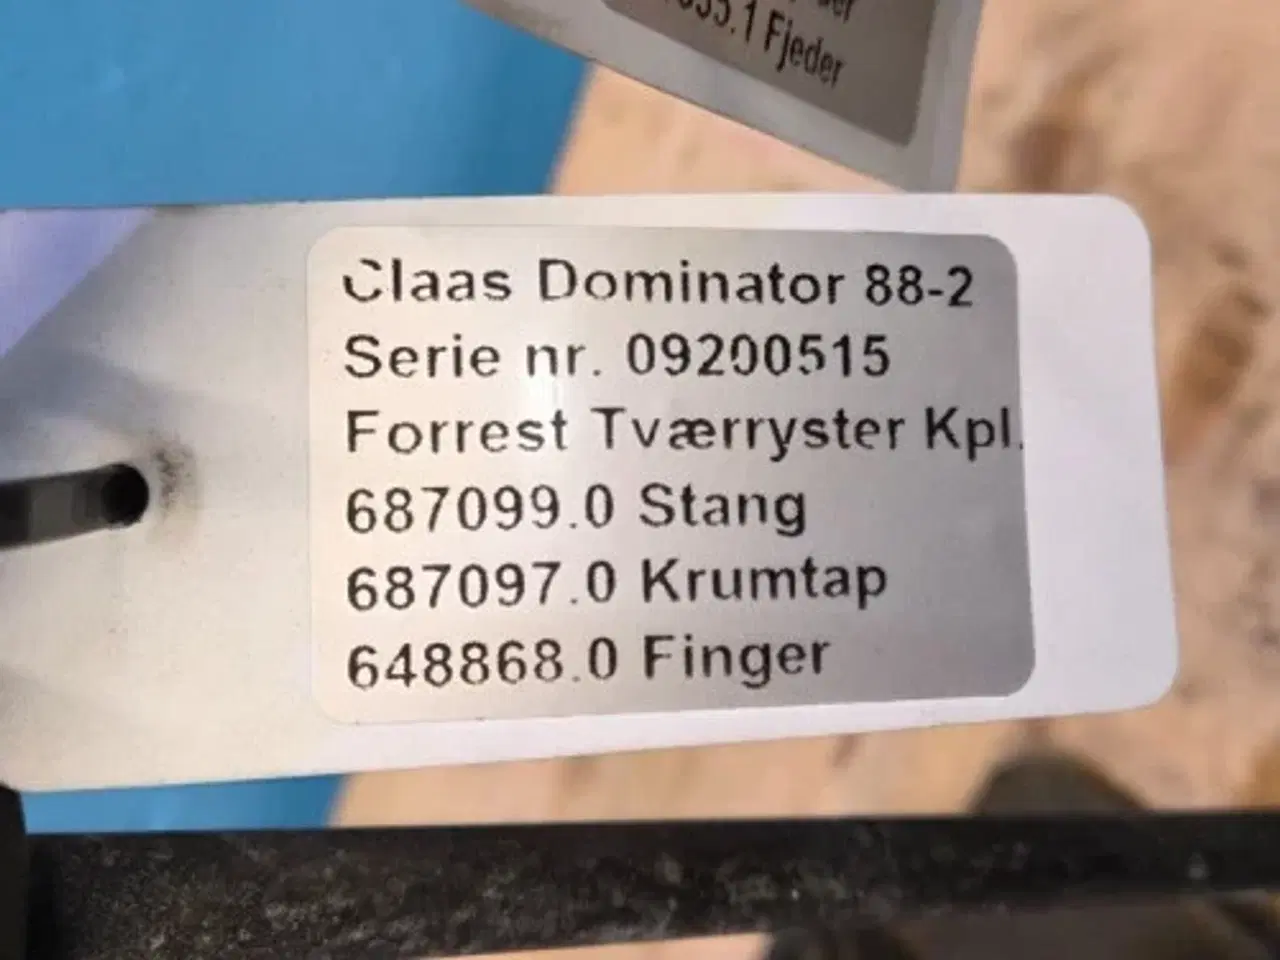 .1 Fjeder
Claas Dominator 88-2
Serie nr. 09200515
Forrest Tværryster Kpl.
687099.0 Stang
687097.0 Krumtap
648868.0 Finger